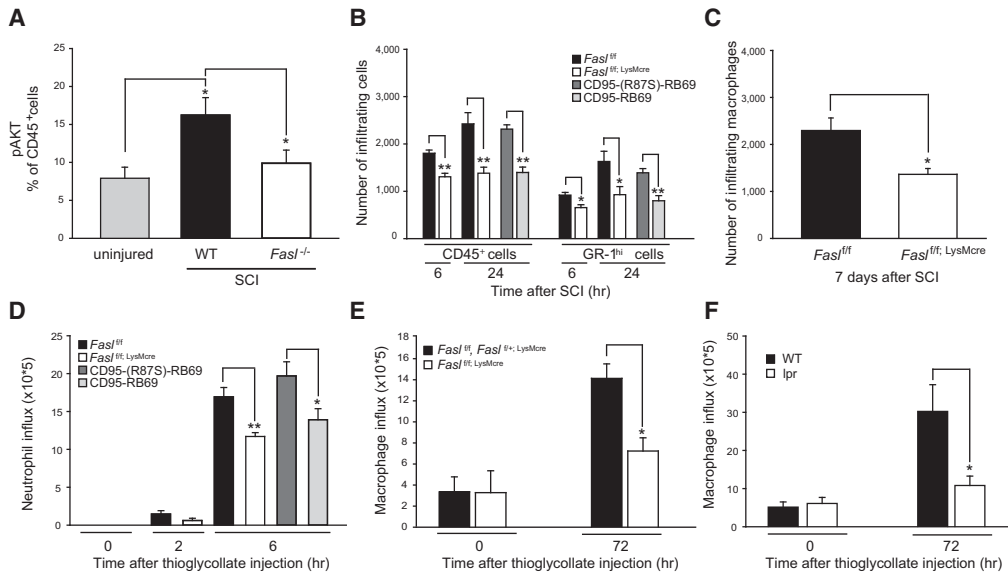 A
pAKT
% of CD45+cells
25
20
15
10
5
0
*
*
uninjured
WT
Fasl -/-
SCI
B
Number of infiltrating cells
4,000
3,000
2,000
1,000
0
Fasl f/f
Fasl f/f; LysMcre
CD95-(R87S)-RB69
CD95-RB69
**
**
**
*
*
**
CD45+ cells
GR-1hi cells
6
24
6
24
Time after SCI (hr)
C
Number of infiltrating macrophages
4,000
3,000
2,000
1,000
0
*
Fasl f/f
Fasl f/f; LysMcre
7 days after SCI
D
Neutrophil influx (x10*5)
25
20
15
10
5
0
Fasl f/f
Fasl f/f; LysMcre
CD95-(R87S)-RB69
CD95-RB69
**
*
0
2
6
Time after thioglycollate injection (hr)
E
Macrophage influx (x10*5)
18
16
14
12
10
8
6
4
2
0
Fasl f/f, Fasl f/+; LysMcre
Fasl f/f; LysMcre
*
0
72
Time after thioglycollate injection (hr)
F
Macrophage influx (x10*5)
50
40
30
20
10
0
WT
lpr
*
0
72
Time after thioglycollate injection (hr)